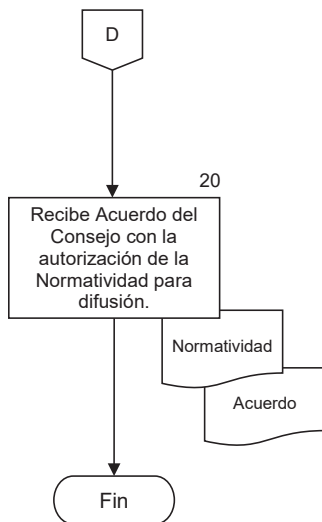 D
20
Recibe Acuerdo del
Consejo con la
autorización de la
Normatividad para
difusión.
Normatividad
Acuerdo
Fin